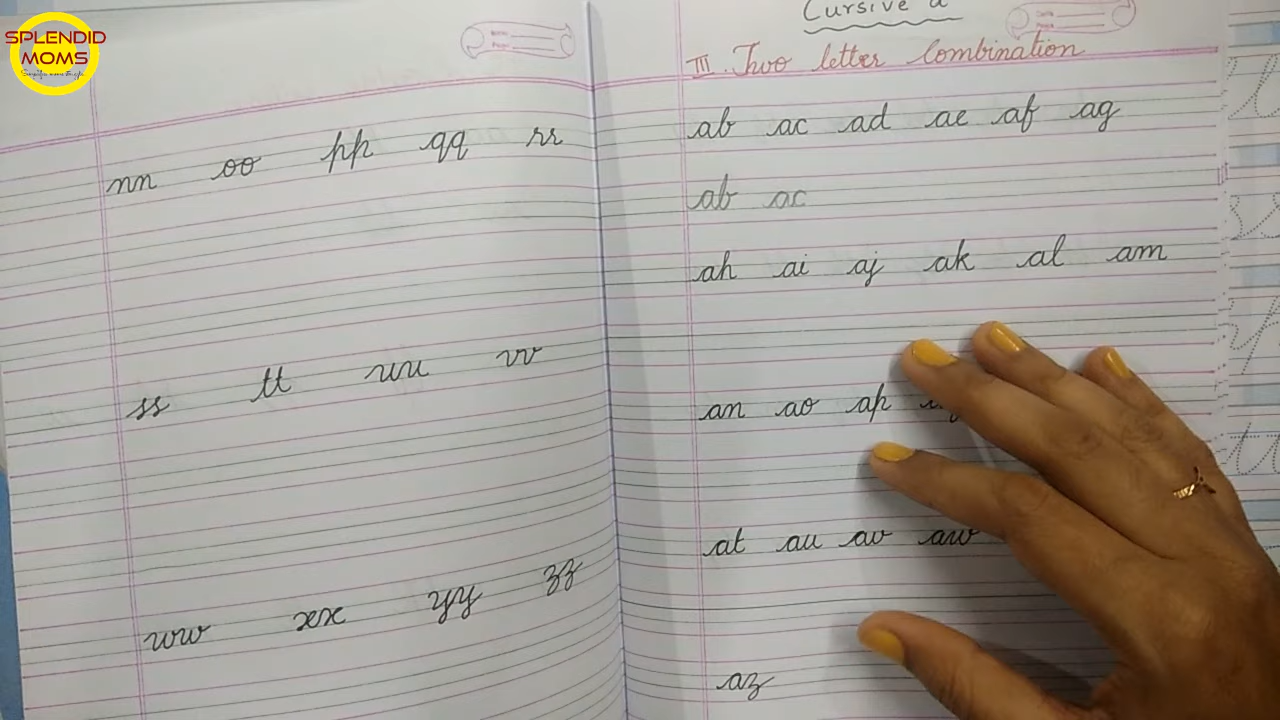 SPLENDID
MOMS
nn oo pp qq rr
ss tt uu vv
ww xx yy zz
Cursive a
III. Two letter combination
ab ac ad ae af ag
ab ac
ah ai aj ak al am
an ao ap
at au av aw
az